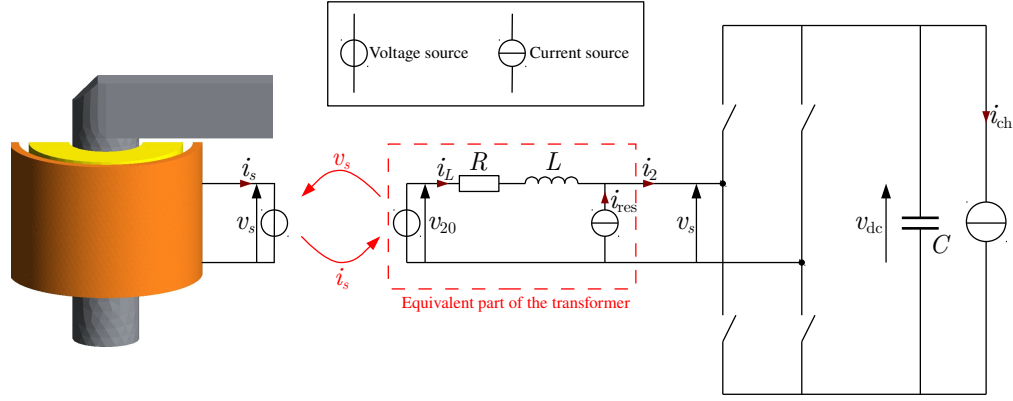 Voltage source
Current source
i_s
v_s
v_s
i_s
i_L
R
L
i_2
v_20
i_res
v_s
Equivalent part of the transformer
v_dc
C
i_ch